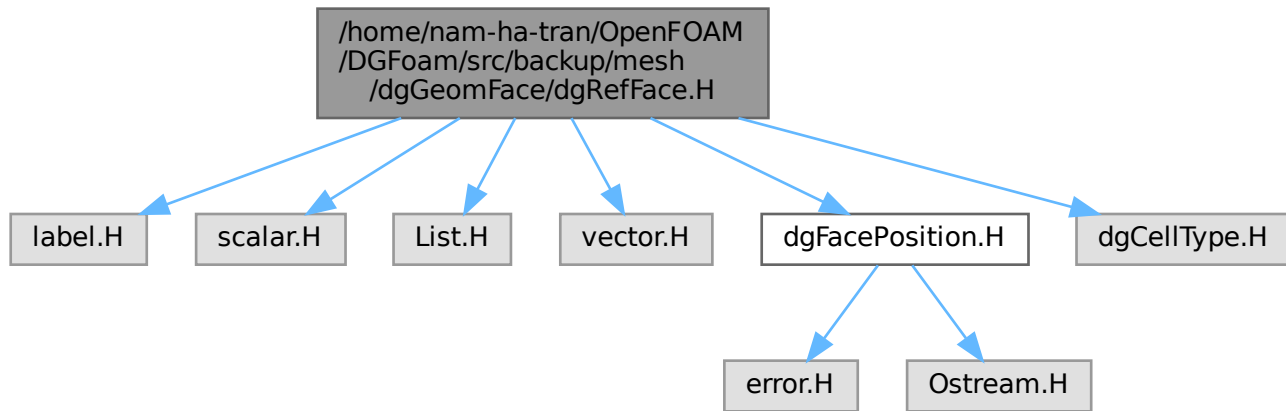 /home/nam-ha-tran/OpenFOAM
/DGFoam/src/backup/mesh
/dgGeomFace/dgRefFace.H
label.H
scalar.H
List.H
vector.H
dgFacePosition.H
dgCellType.H
error.H
Ostream.H